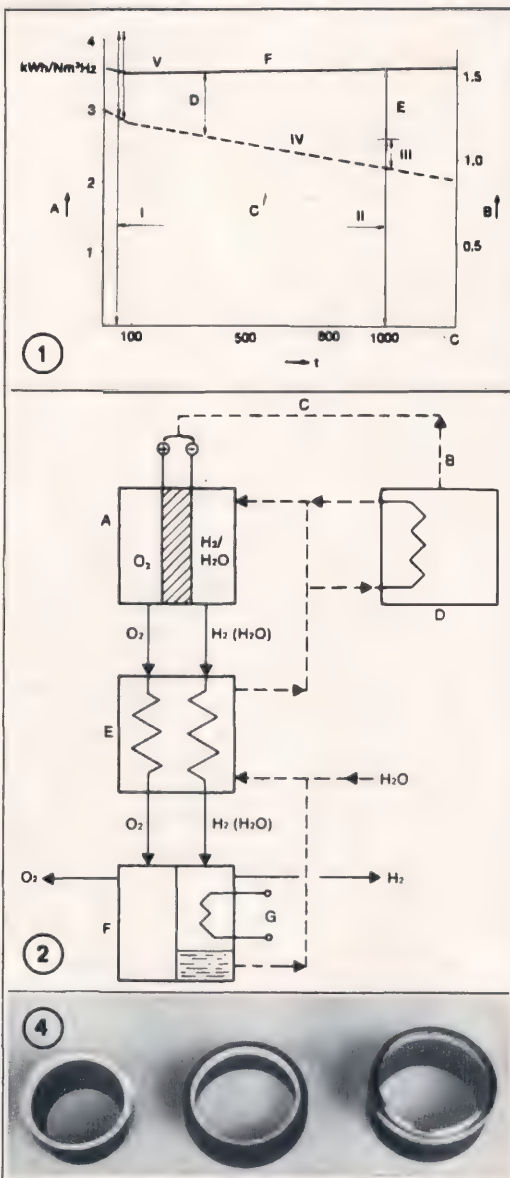 4
kWh/Nm³Hz
V
F
1.5
D
E
3
IV
III
1.0
2
A ↑
I
C
II
B ↑
1
0.5
100
500
800
1000
C
→ t
1
C
+
−
B
A
O₂
H₂/
H₂O
D
O₂
H₂ (H₂O)
E
H₂O
O₂
H₂ (H₂O)
O₂
H₂
F
G
2
4